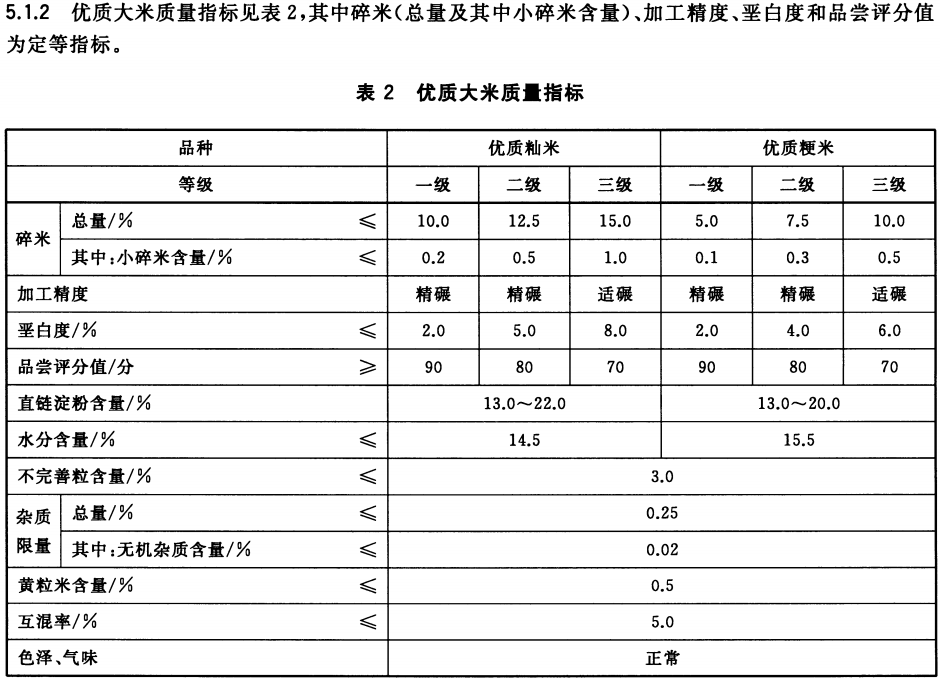 5.1.2 优质大米质量指标见表2,其中碎米(总量及其中小碎米含量)、加工精度、垩白度和品尝评分值
为定等指标。
表 2 优质大米质量指标
品种 优质籼米 优质粳米
等级 一级 二级 三级 一级 二级 三级
碎米 总量/% ≤ 10.0 12.5 15.0 5.0 7.5 10.0
其中:小碎米含量/% ≤ 0.2 0.5 1.0 0.1 0.3 0.5
加工精度 精碾 精碾 适碾 精碾 精碾 适碾
垩白度/% ≤ 2.0 5.0 8.0 2.0 4.0 6.0
品尝评分值/分 ≥ 90 80 70 90 80 70
直链淀粉含量/% 13.0～22.0 13.0～20.0
水分含量/% ≤ 14.5 15.5
不完善粒含量/% ≤ 3.0
杂质限量 总量/% ≤ 0.25
其中:无机杂质含量/% ≤ 0.02
黄粒米含量/% ≤ 0.5
互混率/% ≤ 5.0
色泽、气味 正常